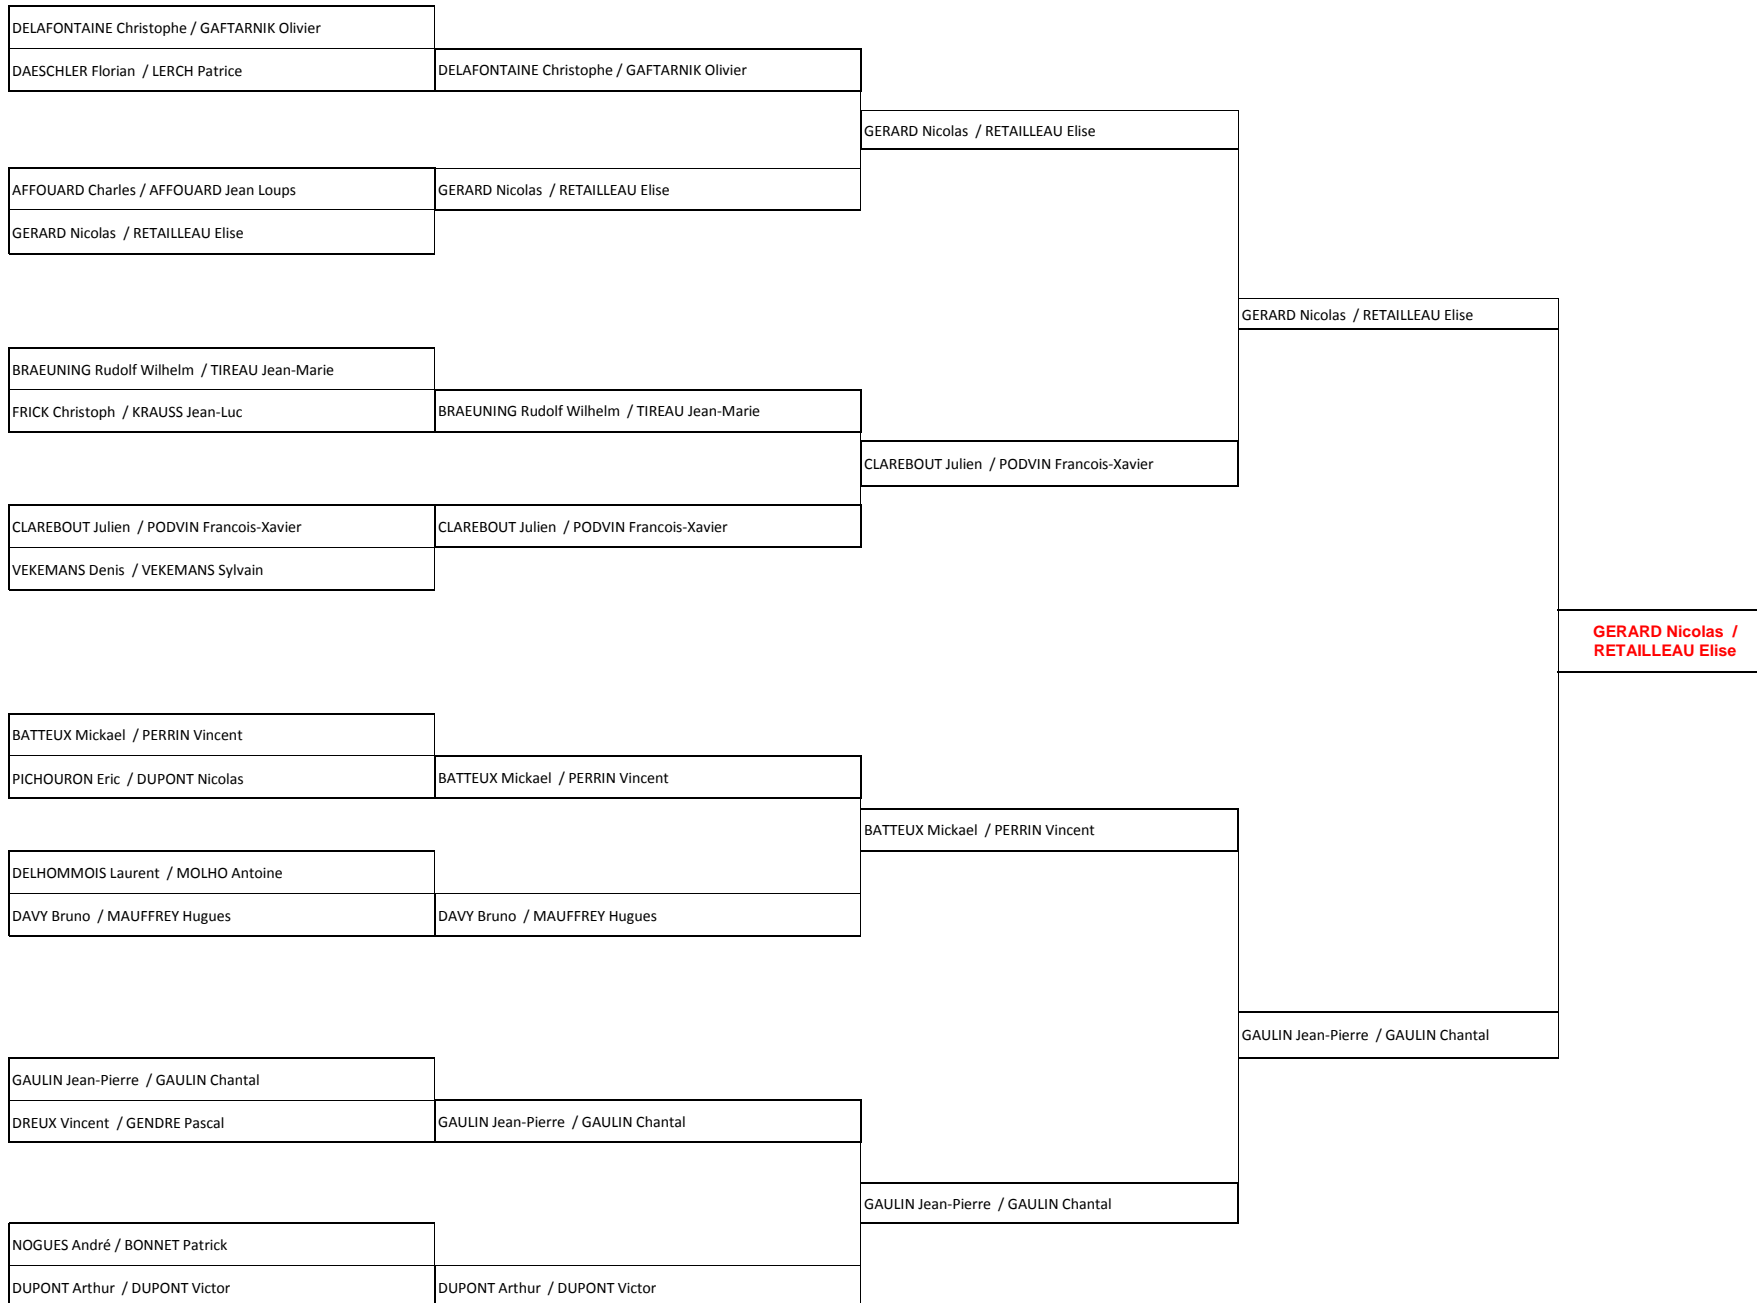 DELAFONTAINE Christophe / GAFTARNIK Olivier
DAESCHLER Florian / LERCH Patrice
DELAFONTAINE Christophe / GAFTARNIK Olivier
GERARD Nicolas / RETAILLEAU Elise
AFFOUARD Charles / AFFOUARD Jean Loups
GERARD Nicolas / RETAILLEAU Elise
GERARD Nicolas / RETAILLEAU Elise
GERARD Nicolas / RETAILLEAU Elise
BRAEUNING Rudolf Wilhelm / TIREAU Jean-Marie
FRICK Christoph / KRAUSS Jean-Luc
BRAEUNING Rudolf Wilhelm / TIREAU Jean-Marie
CLAREBOUT Julien / PODVIN Francois-Xavier
CLAREBOUT Julien / PODVIN Francois-Xavier
CLAREBOUT Julien / PODVIN Francois-Xavier
VEKEMANS Denis / VEKEMANS Sylvain
GERARD Nicolas /
RETAILLEAU Elise
BATTEUX Mickael / PERRIN Vincent
PICHOURON Eric / DUPONT Nicolas
BATTEUX Mickael / PERRIN Vincent
BATTEUX Mickael / PERRIN Vincent
DELHOMMOIS Laurent / MOLHO Antoine
DAVY Bruno / MAUFFREY Hugues
DAVY Bruno / MAUFFREY Hugues
GAULIN Jean-Pierre / GAULIN Chantal
GAULIN Jean-Pierre / GAULIN Chantal
DREUX Vincent / GENDRE Pascal
GAULIN Jean-Pierre / GAULIN Chantal
GAULIN Jean-Pierre / GAULIN Chantal
NOGUES André / BONNET Patrick
DUPONT Arthur / DUPONT Victor
DUPONT Arthur / DUPONT Victor